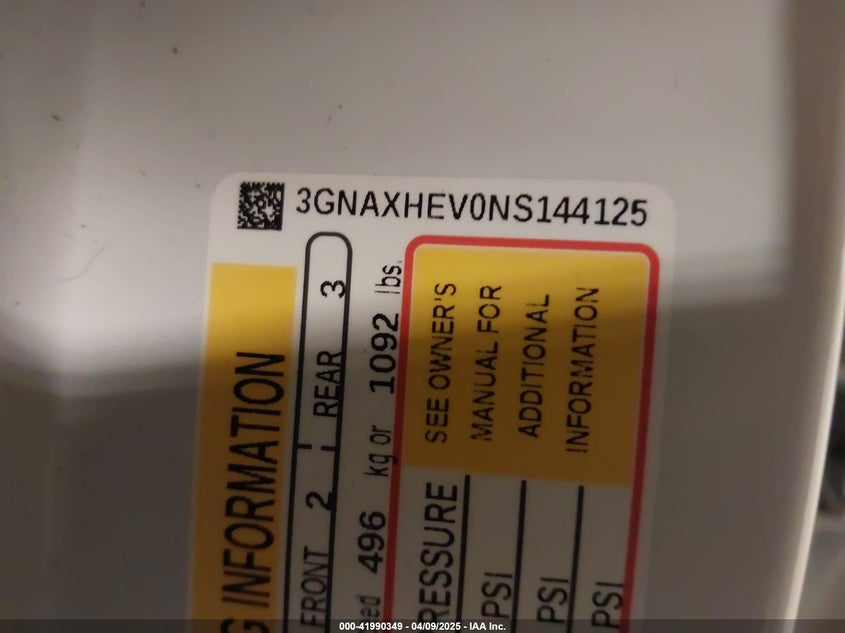 3GNAXHEV0NS144125
G INFORMATION
FRONT 2 REAR 3
ed 496 kg or 1092 lbs.
RESSURE SEE OWNER'S
PSI MANUAL FOR
PSI ADDITIONAL
PSI INFORMATION
000-41990349 - 04/09/2025 - IAA Inc.